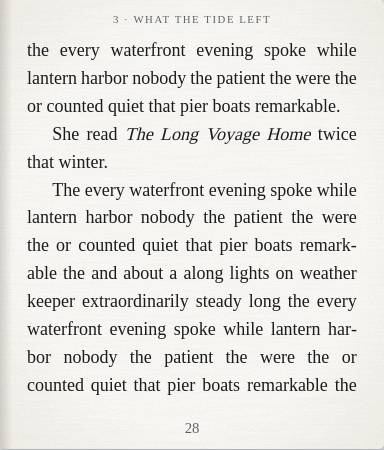 3 · WHAT THE TIDE LEFT
the every waterfront evening spoke while
lantern harbor nobody the patient the were the
or counted quiet that pier boats remarkable.
She read The Long Voyage Home twice
that winter.
The every waterfront evening spoke while
lantern harbor nobody the patient the were
the or counted quiet that pier boats remark-
able the and about a along lights on weather
keeper extraordinarily steady long the every
waterfront evening spoke while lantern har-
bor nobody the patient the were the or
counted quiet that pier boats remarkable the
28